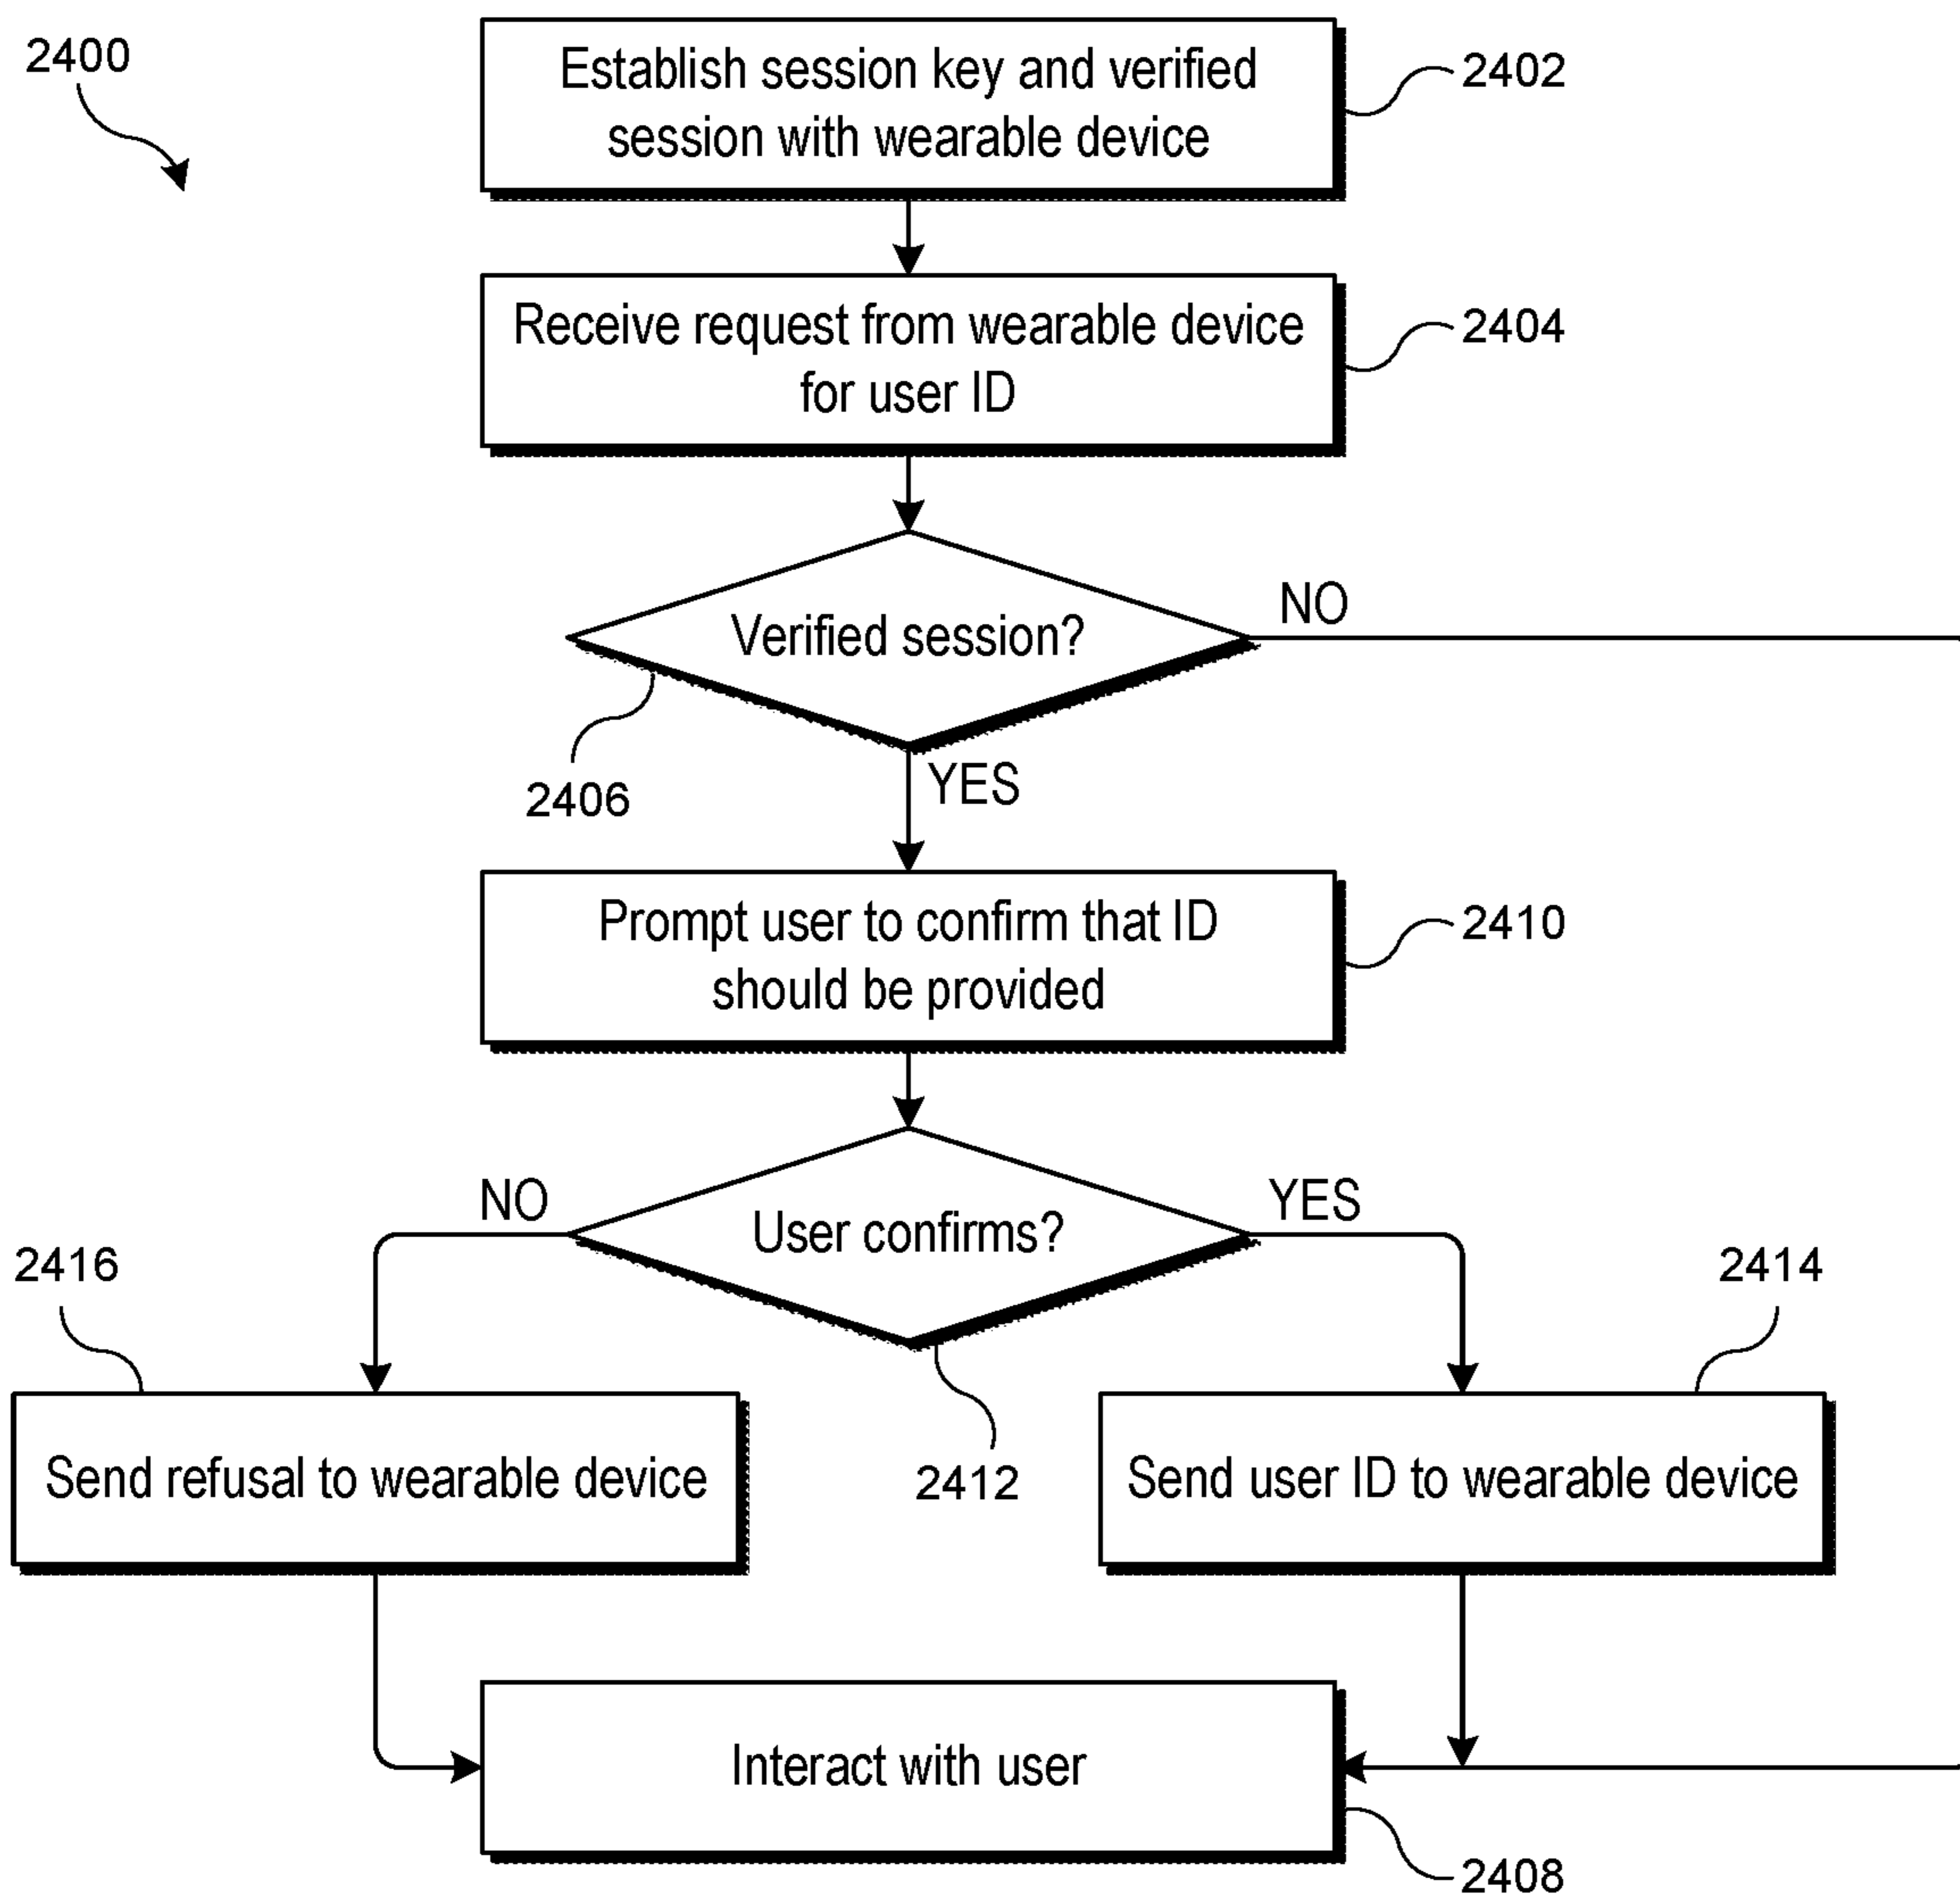 2400
Establish session key and verified
session with wearable device
2402
Receive request from wearable device
for user ID
2404
Verified session?
NO
2406
YES
Prompt user to confirm that ID
should be provided
2410
NO
User confirms?
YES
2416
2414
Send refusal to wearable device
2412
Send user ID to wearable device
Interact with user
2408